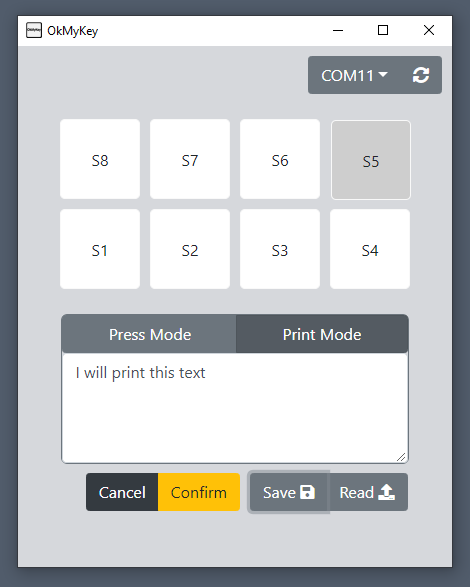 OkMyKey
COM11
S8 S7 S6 S5
S1 S2 S3 S4
Press Mode Print Mode
I will print this text
Cancel Confirm Save Read